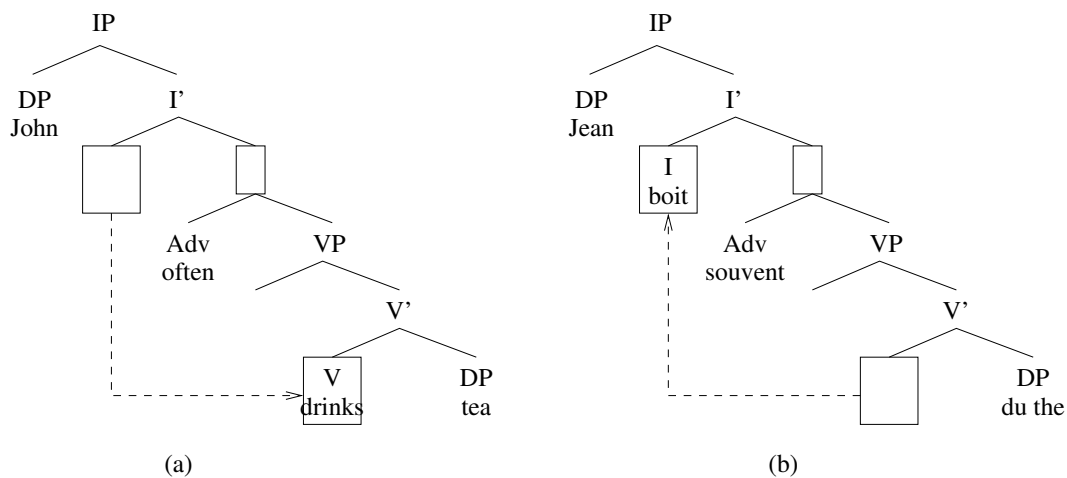 IP
DP I’
John
Adv VP
often
V’
V DP
drinks tea
(a)
IP
DP I’
Jean
I
boit
Adv VP
souvent
V’
DP
du the
(b)